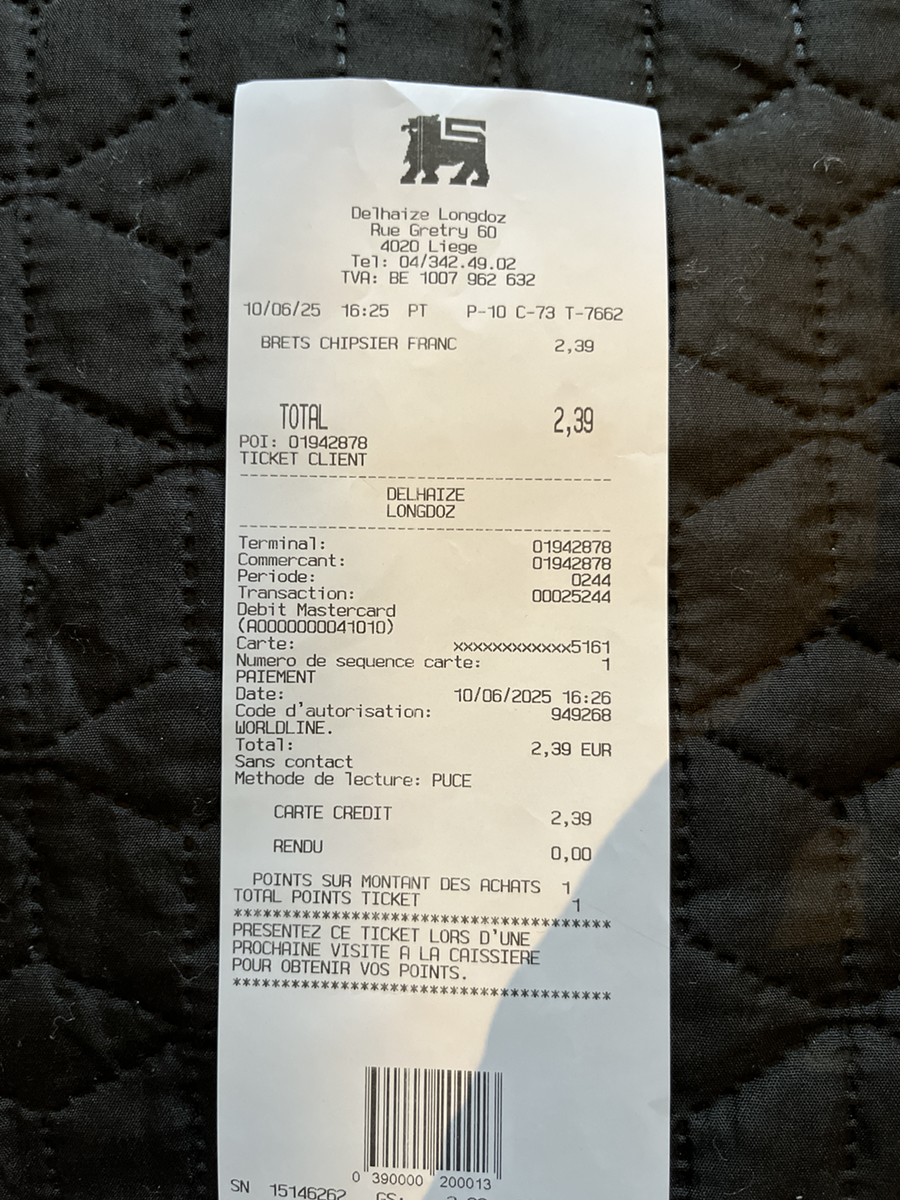 Delhaize Longdoz
Rue Gretry 60
4020 Liege
Tel: 04/342.49.02
TVA: BE 1007 962 632
10/06/25 16:25 PT P-10 C-73 T-7662
BRETS CHIPSIER FRANC 2,39
TOTAL 2,39
POI: 01942878
TICKET CLIENT
DELHAIZE
LONGDOZ
Terminal: 01942878
Commercant: 01942878
Periode: 0244
Transaction: 00025244
Debit Mastercard
(A0000000041010)
Carte: xxxxxxxxxxxx5161
Numero de sequence carte: 1
PAIEMENT
Date: 10/06/2025 16:26
Code d'autorisation: 949268
WORLDLINE.
Total: 2,39 EUR
Sans contact
Methode de lecture: PUCE
CARTE CREDIT 2,39
RENDU 0,00
POINTS SUR MONTANT DES ACHATS 1
TOTAL POINTS TICKET 1
***************************************
PRESENTEZ CE TICKET LORS D'UNE
PROCHAINE VISITE A LA CAISSIERE
POUR OBTENIR VOS POINTS.
***************************************
0 390000 200013
SN 15146262 GS: